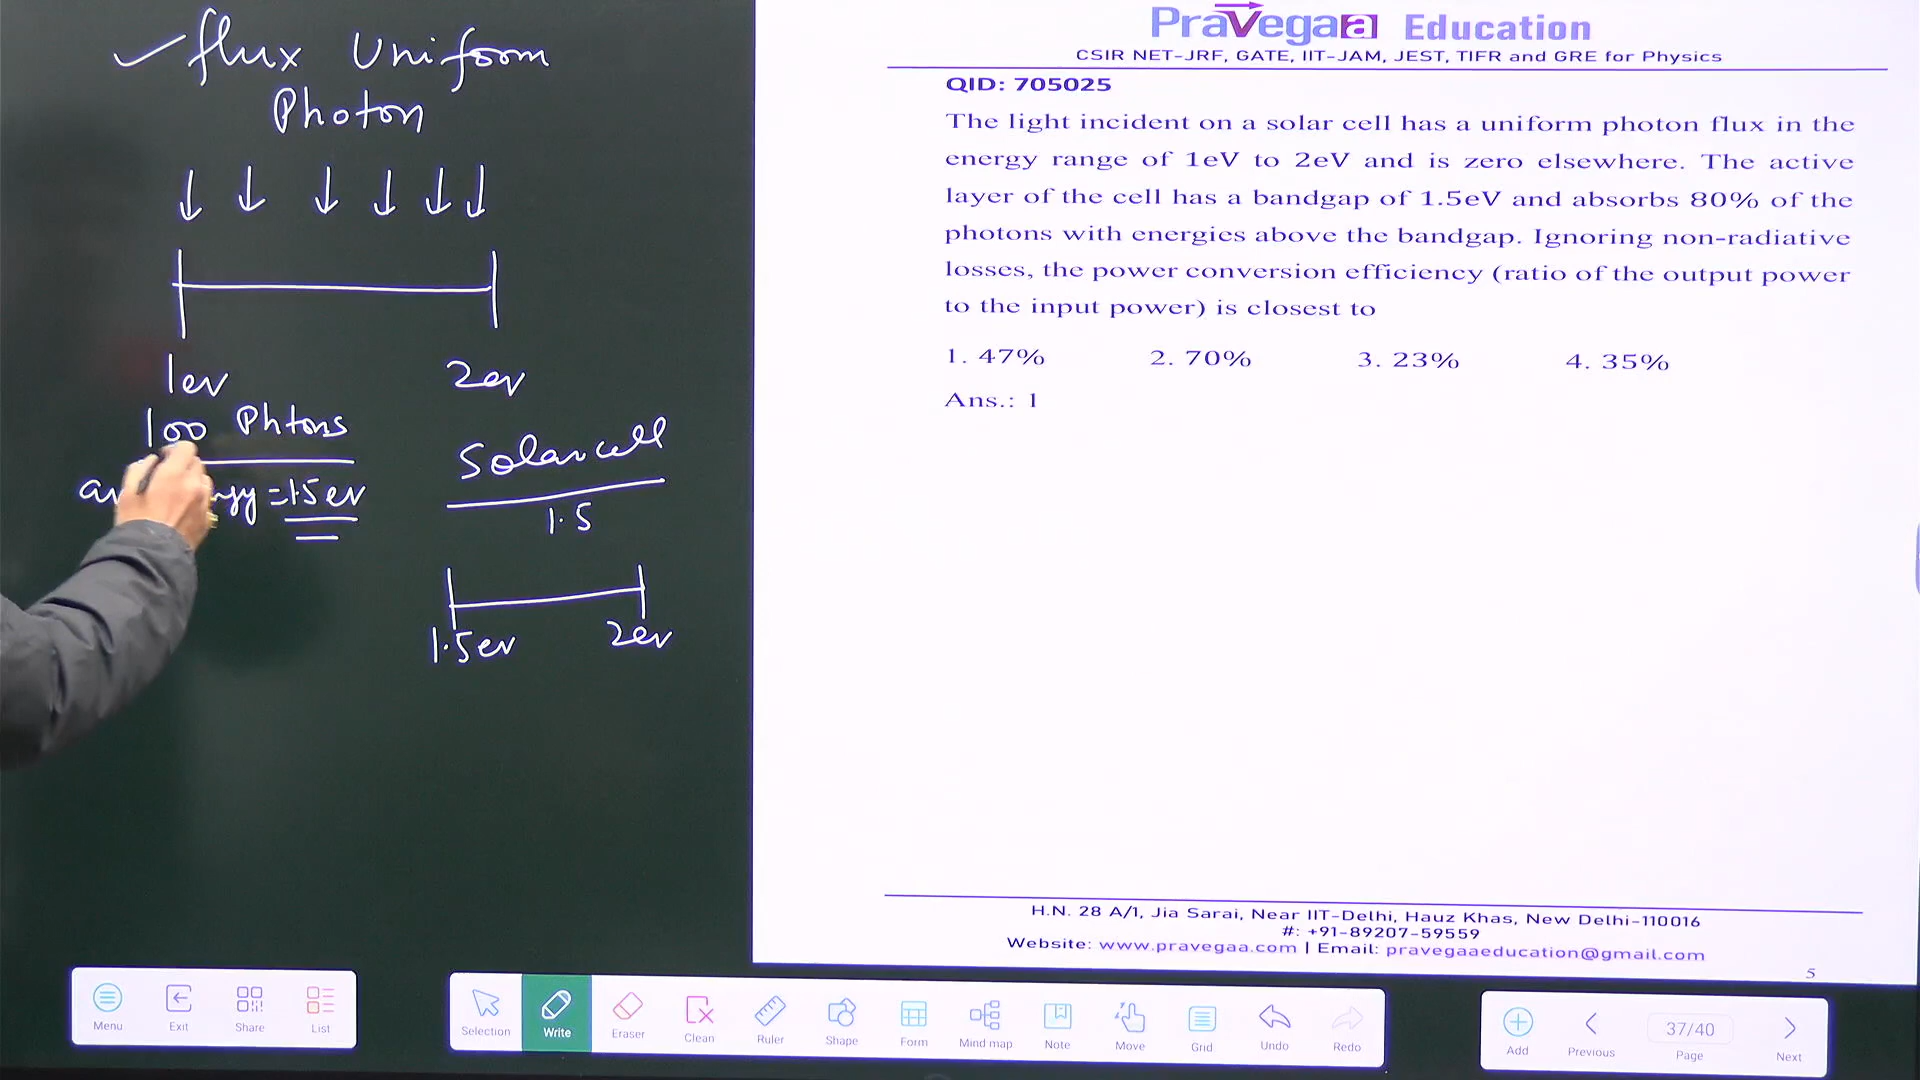 flux Uniform
Photon
1ev 2ev
100 Phtons
=1.5ev
Solar cell
1.5
1.5ev 2ev
Pravegaa Education
CSIR NET-JRF, GATE, IIT-JAM, JEST, TIFR and GRE for Physics
QID: 705025
The light incident on a solar cell has a uniform photon flux in the
energy range of 1eV to 2eV and is zero elsewhere. The active
layer of the cell has a bandgap of 1.5eV and absorbs 80% of the
photons with energies above the bandgap. Ignoring non-radiative
losses, the power conversion efficiency (ratio of the output power
to the input power) is closest to
1. 47% 2. 70% 3. 23% 4. 35%
Ans.: 1
H.N. 28 A/1, Jia Sarai, Near IIT-Delhi, Hauz Khas, New Delhi-110016
#: +91-89207-59559
Website: www.pravegaa.com | Email: pravegaaeducation@gmail.com
5
Menu Exit Share List
Selection Write Eraser Clean Ruler Shape Form Mind map Note Move Grid Undo Redo
Add Previous 37/40 Page Next